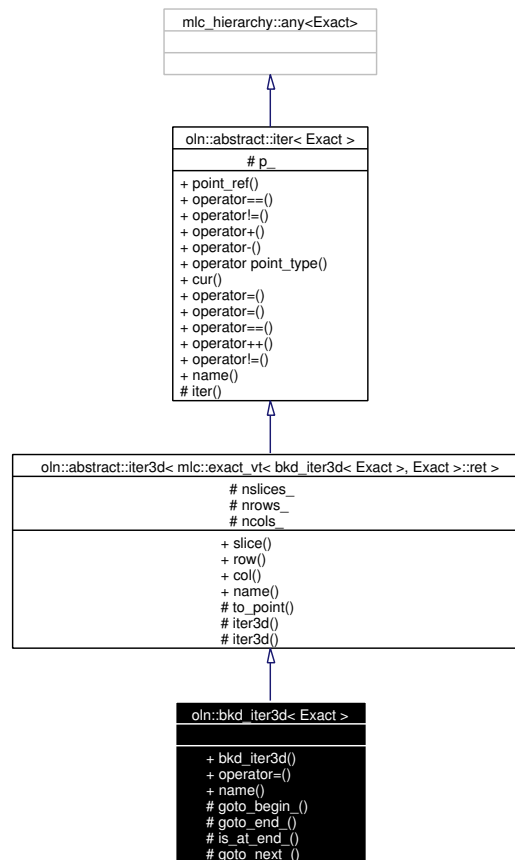 mlc_hierarchy::any<Exact>
oln::abstract::iter< Exact >
# p_
+ point_ref()
+ operator==()
+ operator!=()
+ operator+()
+ operator-()
+ operator point_type()
+ cur()
+ operator=()
+ operator=()
+ operator==()
+ operator++()
+ operator!=()
+ name()
# iter()
oln::abstract::iter3d< mlc::exact_vt< bkd_iter3d< Exact >, Exact >::ret >
# nslices_
# nrows_
# ncols_
+ slice()
+ row()
+ col()
+ name()
# to_point()
# iter3d()
# iter3d()
oln::bkd_iter3d< Exact >
+ bkd_iter3d()
+ operator=()
+ name()
# goto_begin_()
# goto_end_()
# is_at_end_()
# goto_next_()